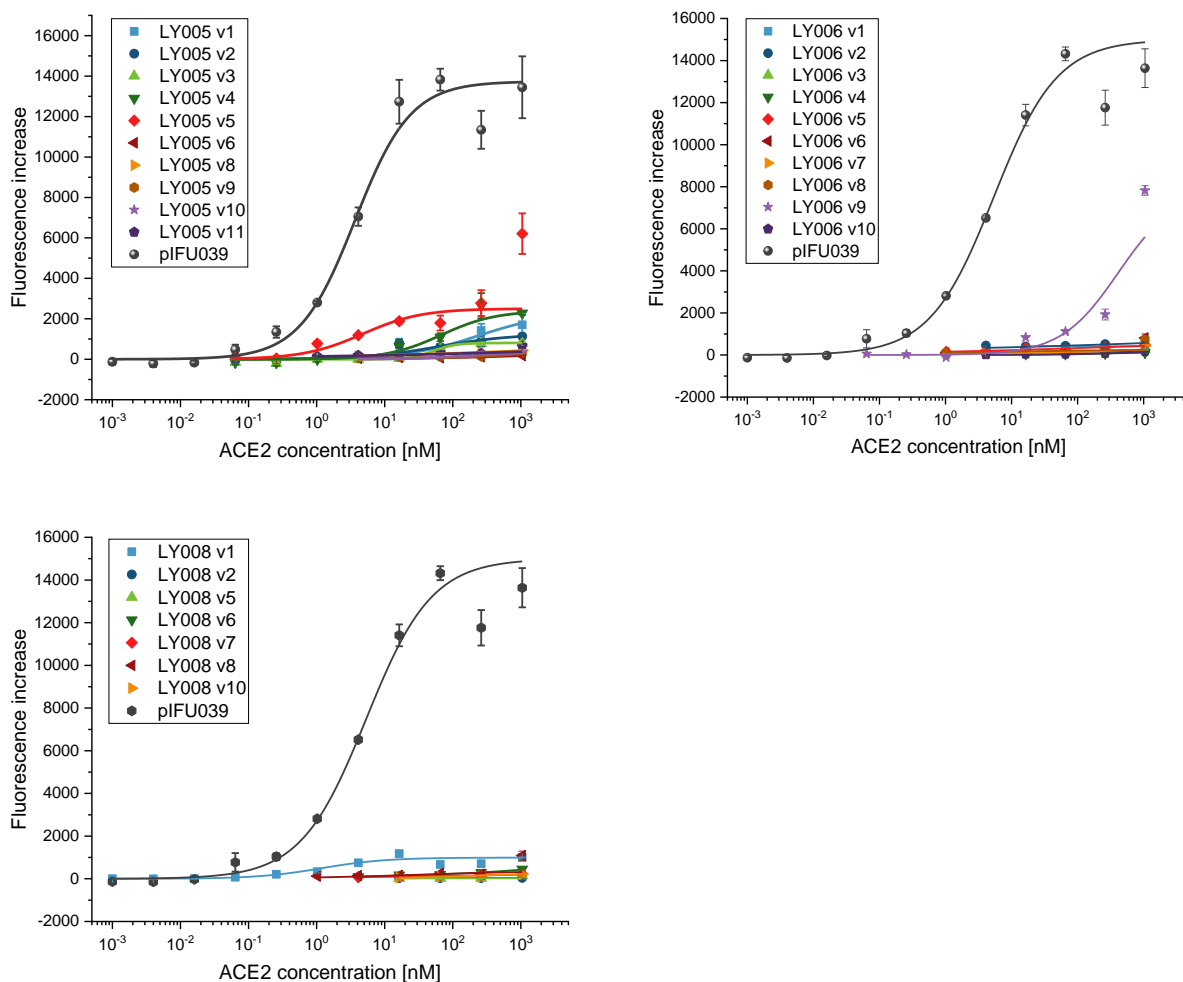 LY005 v1
LY005 v2
LY005 v3
LY005 v4
LY005 v5
LY005 v6
LY005 v8
LY005 v9
LY005 v10
LY005 v11
pIFU039
16000
14000
12000
10000
8000
6000
4000
2000
0
-2000
Fluorescence increase
10-3
10-2
10-1
100
101
102
103
ACE2 concentration [nM]
LY006 v1
LY006 v2
LY006 v3
LY006 v4
LY006 v5
LY006 v6
LY006 v7
LY006 v8
LY006 v9
LY006 v10
pIFU039
16000
14000
12000
10000
8000
6000
4000
2000
0
-2000
Fluorescence increase
10-3
10-2
10-1
100
101
102
103
ACE2 concentration [nM]
LY008 v1
LY008 v2
LY008 v5
LY008 v6
LY008 v7
LY008 v8
LY008 v10
pIFU039
16000
14000
12000
10000
8000
6000
4000
2000
0
-2000
Fluorescence increase
10-3
10-2
10-1
100
101
102
103
ACE2 concentration [nM]